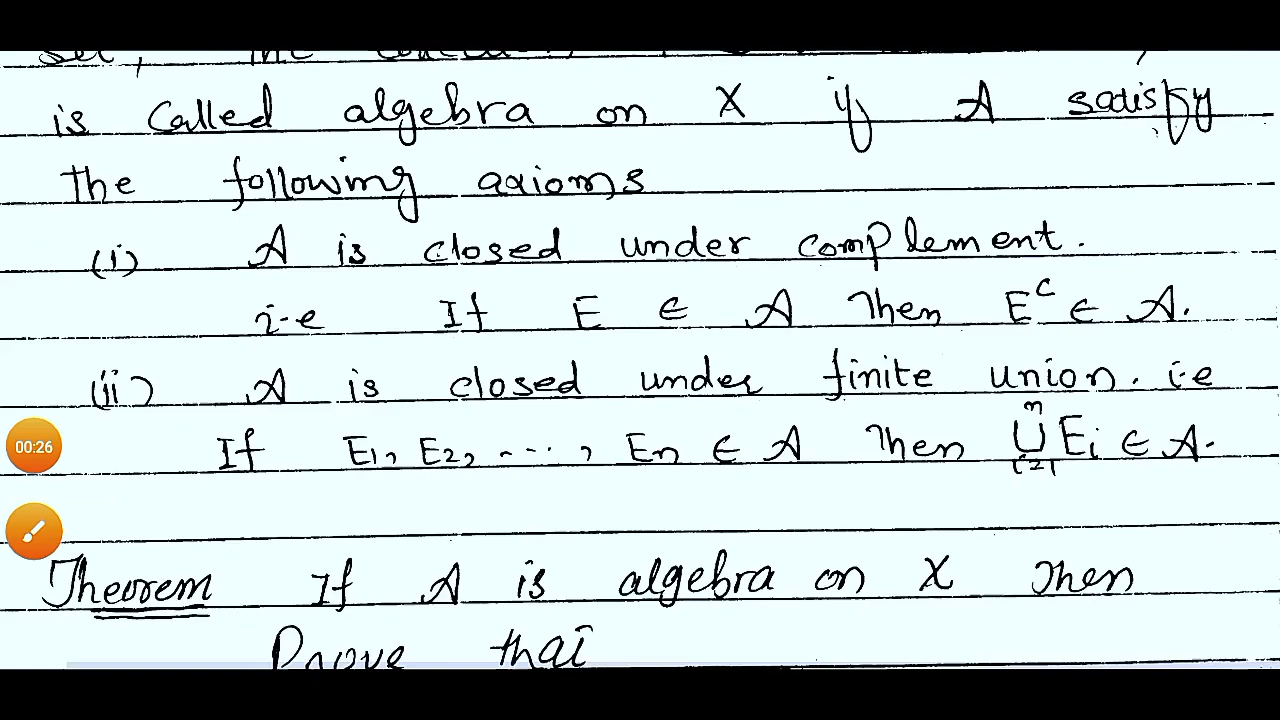 is called algebra on X if A satisfy
the following axioms
(i) A is closed under complement.
i-e If E ∈ A Then E^c ∈ A.
(ii) A is closed under finite union. i.e
If E1, E2, ..., En ∈ A Then ⋃_{i=1}^{n} Ei ∈ A.
00:26
Theorem If A is algebra on X Then
Prove that